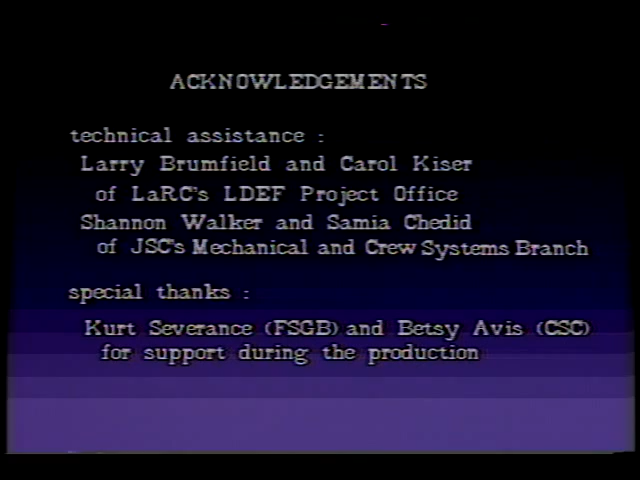 ACKNOWLEDGEMENTS
technical assistance :
Larry Brumfield and Carol Kiser
of LaRC's LDEF Project Office
Shannon Walker and Samia Chedid
of JSC's Mechanical and Crew Systems Branch
special thanks :
Kurt Severance (FSGB) and Betsy Avis (CSC)
for support during the production